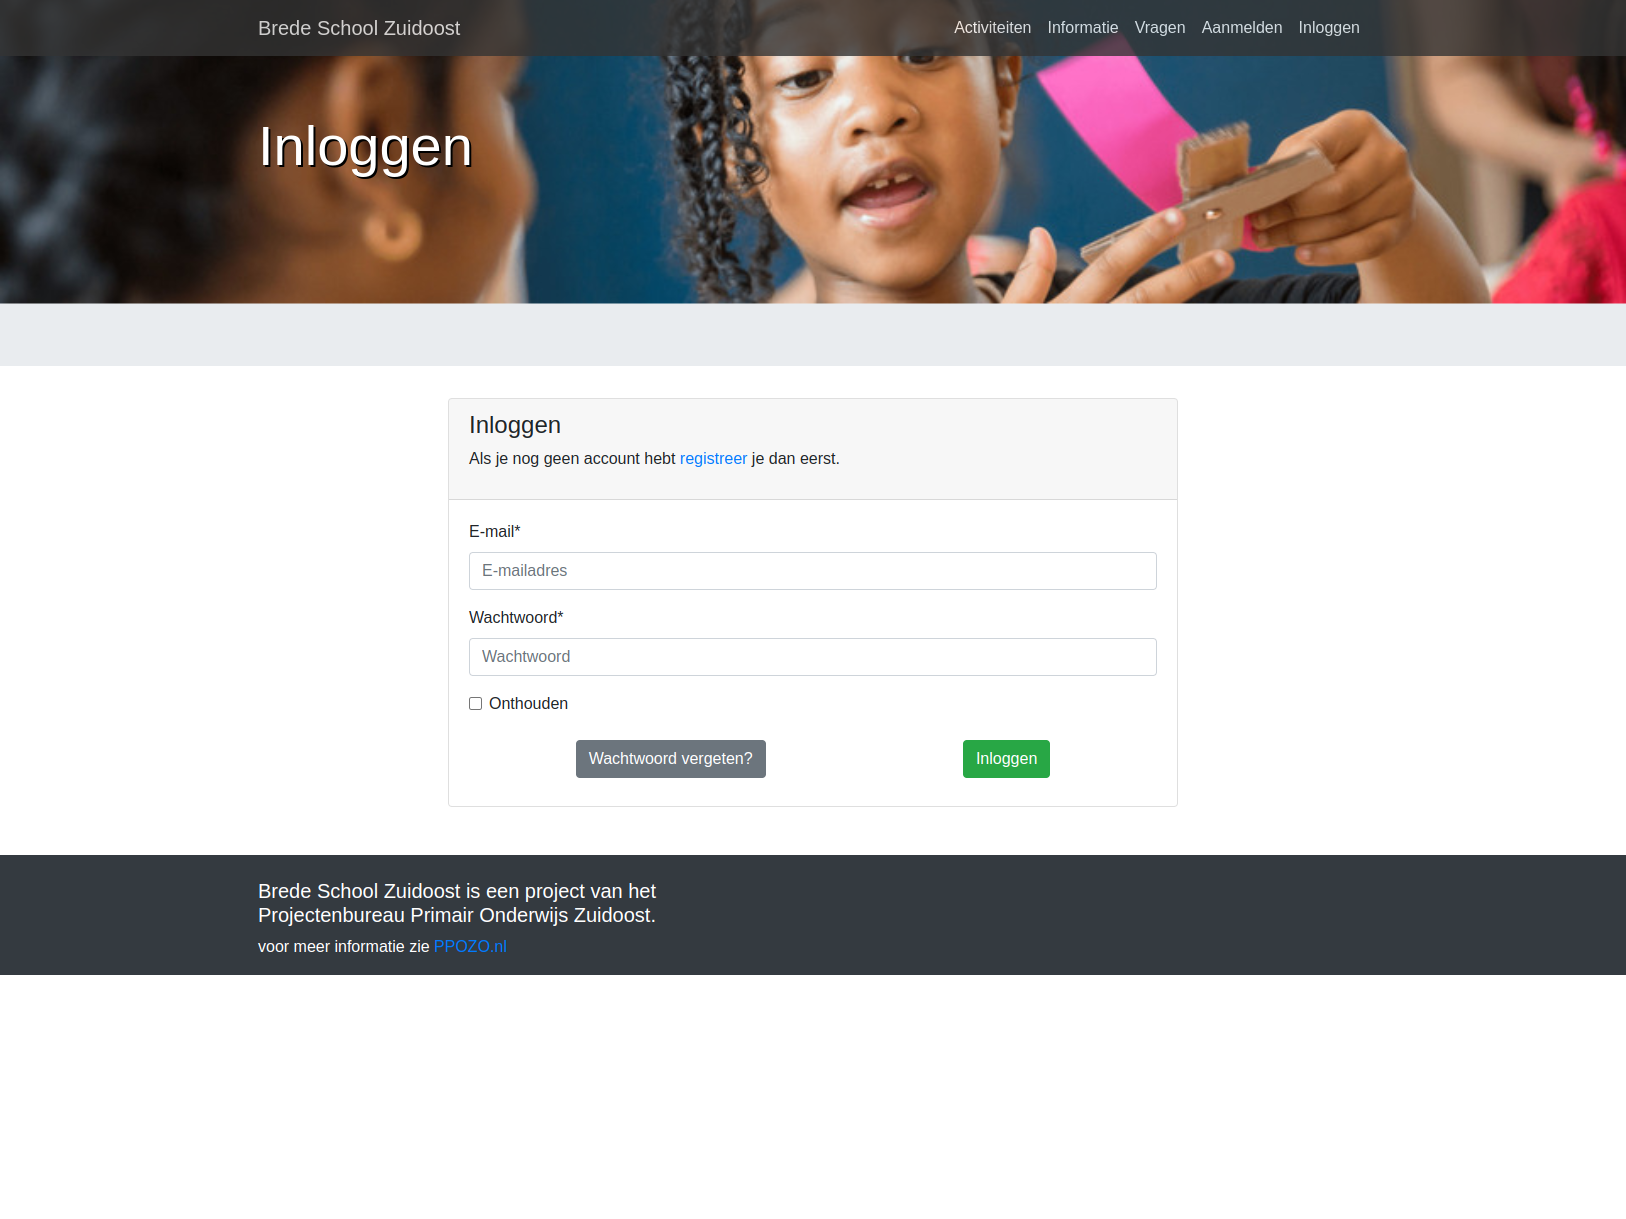 Brede School Zuidoost
Activiteiten Informatie Vragen Aanmelden Inloggen
Inloggen
Inloggen
Als je nog geen account hebt registreer je dan eerst.
E-mail*
E-mailadres
Wachtwoord*
Wachtwoord
Onthouden
Wachtwoord vergeten? Inloggen
Brede School Zuidoost is een project van het
Projectenbureau Primair Onderwijs Zuidoost.
voor meer informatie zie PPOZO.nl